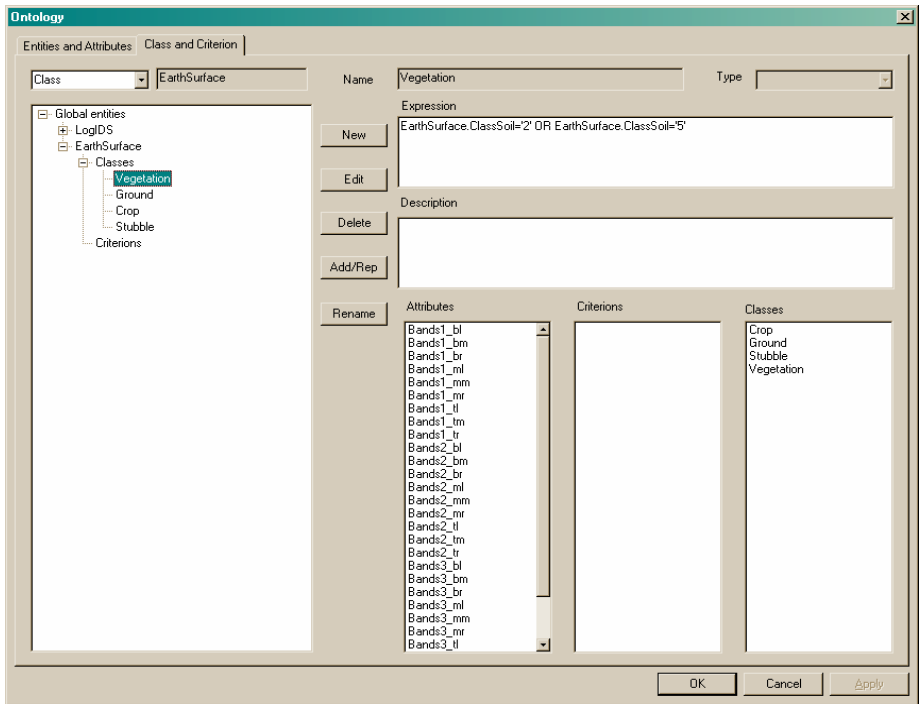 Ontology
Entities and Attributes Class and Criterion
Class EarthSurface Name Vegetation Type
Global entities
LogIDS
EarthSurface
Classes
Vegetation
Ground
Crop
Stubble
Criterions
New
Edit
Delete
Add/Rep
Rename
Expression
EarthSurface.ClassSoil='2' OR EarthSurface.ClassSoil='5'
Description
Attributes
Bands1_bl
Bands1_bm
Bands1_br
Bands1_ml
Bands1_mm
Bands1_mr
Bands1_tl
Bands1_tm
Bands1_tr
Bands2_bl
Bands2_bm
Bands2_br
Bands2_ml
Bands2_mm
Bands2_mr
Bands2_tl
Bands2_tm
Bands2_tr
Bands3_bl
Bands3_bm
Bands3_br
Bands3_ml
Bands3_mm
Bands3_mr
Bands3_tl
Criterions
Classes
Crop
Ground
Stubble
Vegetation
OK Cancel Apply